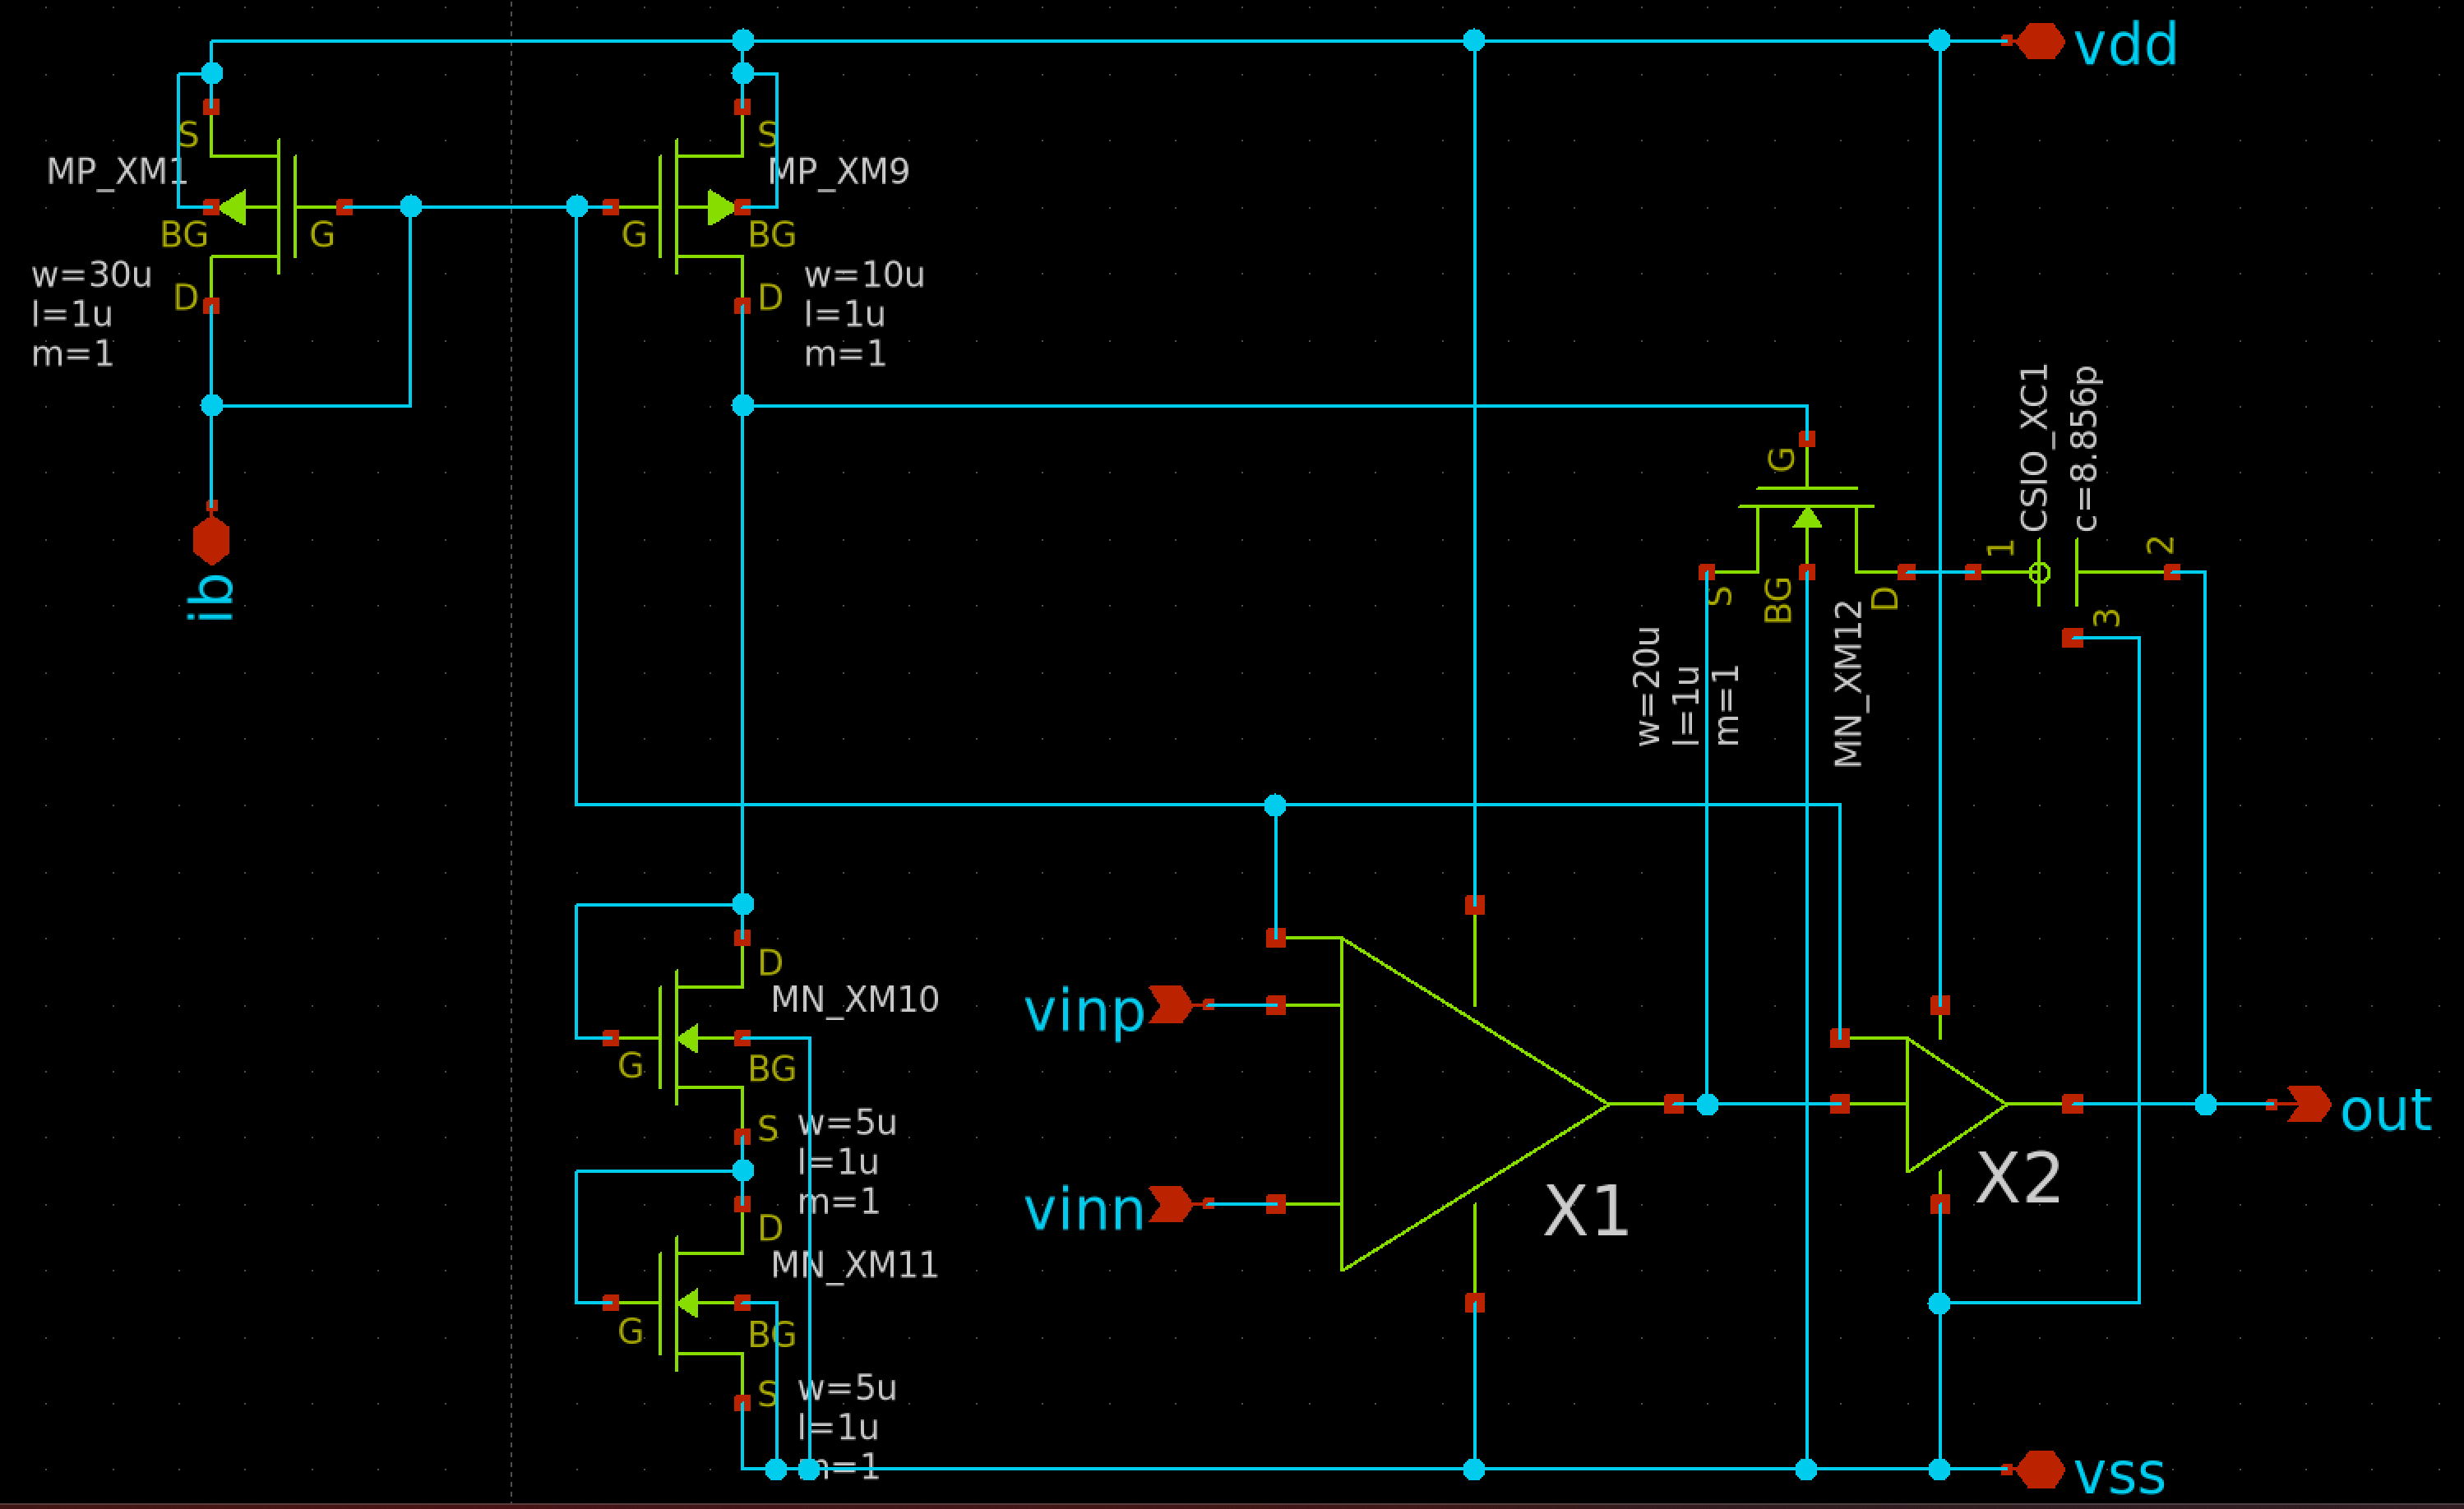 vdd
S
S
MP_XM1
MP_XM9
BG
G
G
BG
w=30u
l=1u
m=1
D
D
w=10u
l=1u
m=1
ib
G
CSIO_XC1
c=8.856p
1
2
3
S
BG
D
w=20u
l=1u
m=1
MN_XM12
D
MN_XM10
G
BG
S
w=5u
l=1u
m=1
vinp
vinn
X1
X2
out
D
MN_XM11
G
BG
S
w=5u
l=1u
m=1
vss